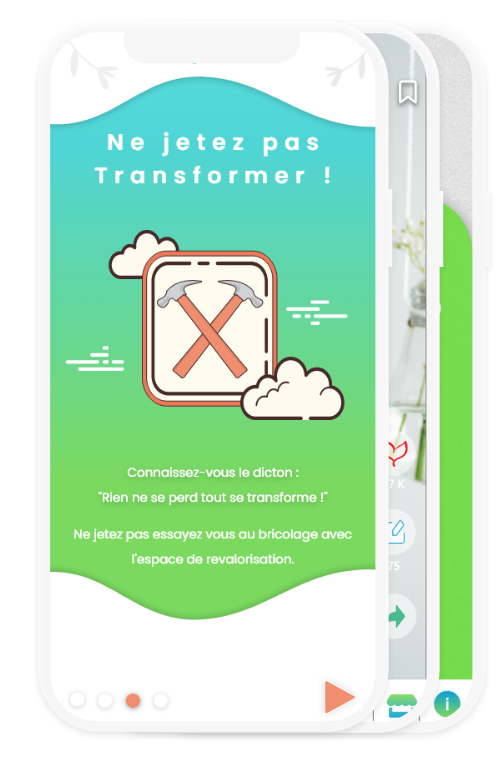 Ne jetez pas
Transformer !
Connaissez-vous le dicton :
"Rien ne se perd tout se transforme !"
Ne jetez pas essayez vous au bricolage avec
l'espace de revalorisation.
7 K
75
i